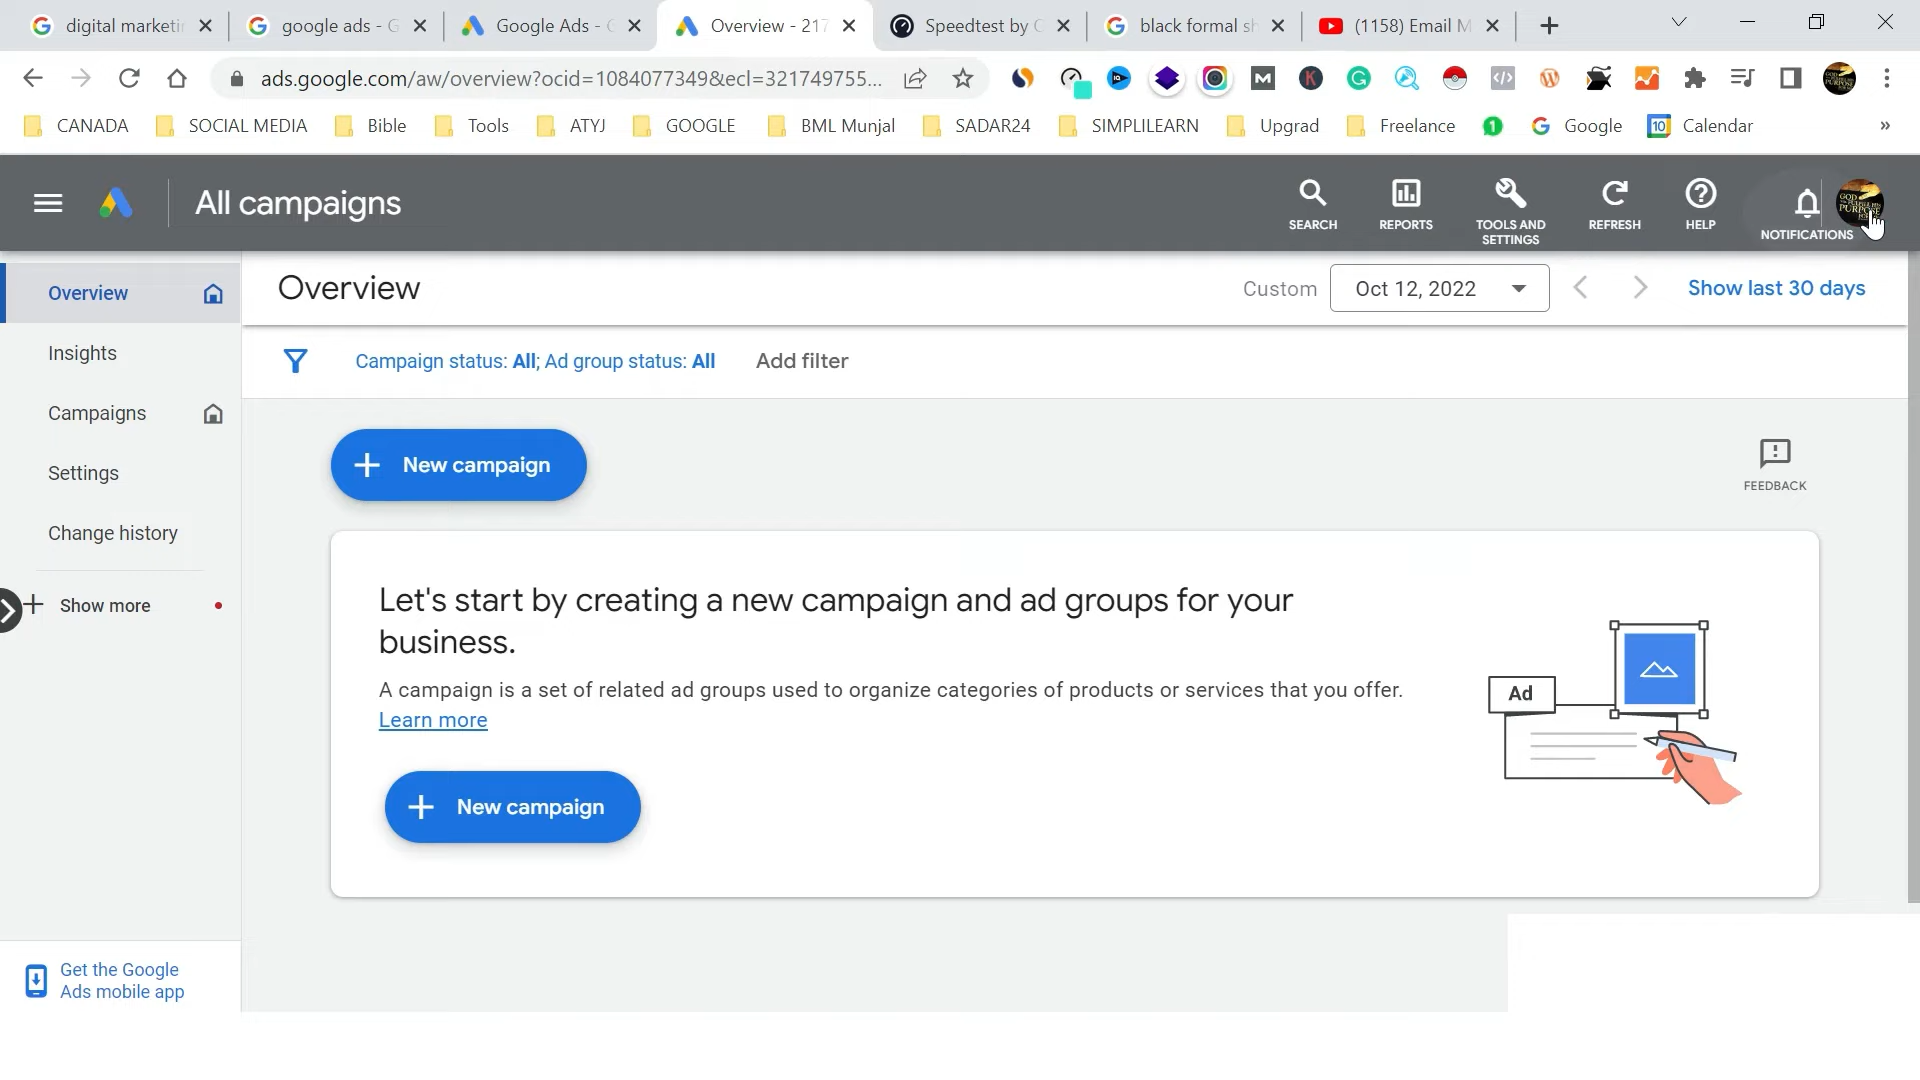 digital marketi
google ads - G
Google Ads - G
Overview - 217
Speedtest by O
black formal sh
(1158) Email M
ads.google.com/aw/overview?ocid=1084077349&ecl=321749755...
CANADA
SOCIAL MEDIA
Bible
Tools
ATYJ
GOOGLE
BML Munjal
SADAR24
SIMPLILEARN
Upgrad
Freelance
1
Google
10
Calendar
»
All campaigns
SEARCH
REPORTS
TOOLS AND
SETTINGS
REFRESH
HELP
NOTIFICATIONS
Overview
Insights
Campaigns
Settings
Change history
Show more
Get the Google
Ads mobile app
Overview
Custom
Oct 12, 2022
Show last 30 days
Campaign status: All; Ad group status: All
Add filter
New campaign
FEEDBACK
Let's start by creating a new campaign and ad groups for your
business.
A campaign is a set of related ad groups used to organize categories of products or services that you offer.
Learn more
New campaign
Ad